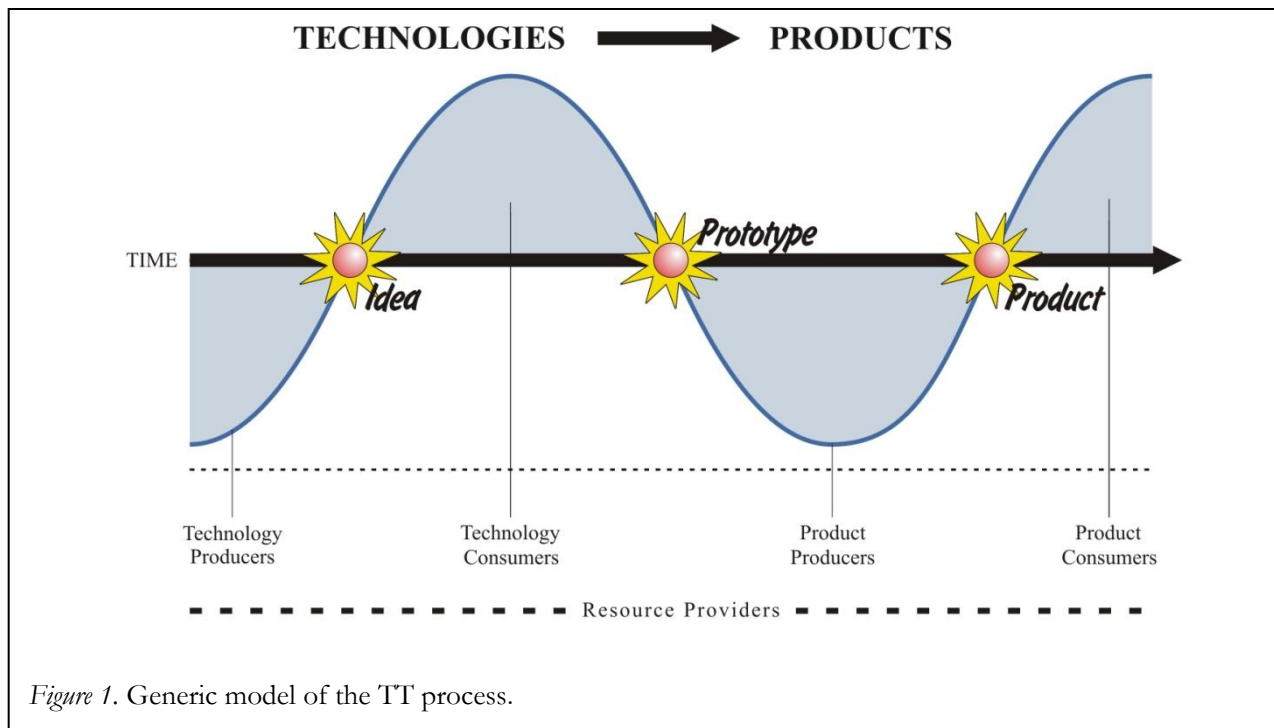 TECHNOLOGIES PRODUCTS
Prototype
TIME
Idea
Product
Technology
Producers
Technology
Consumers
Product
Producers
Product
Consumers
Resource Providers
Figure 1. Generic model of the TT process.